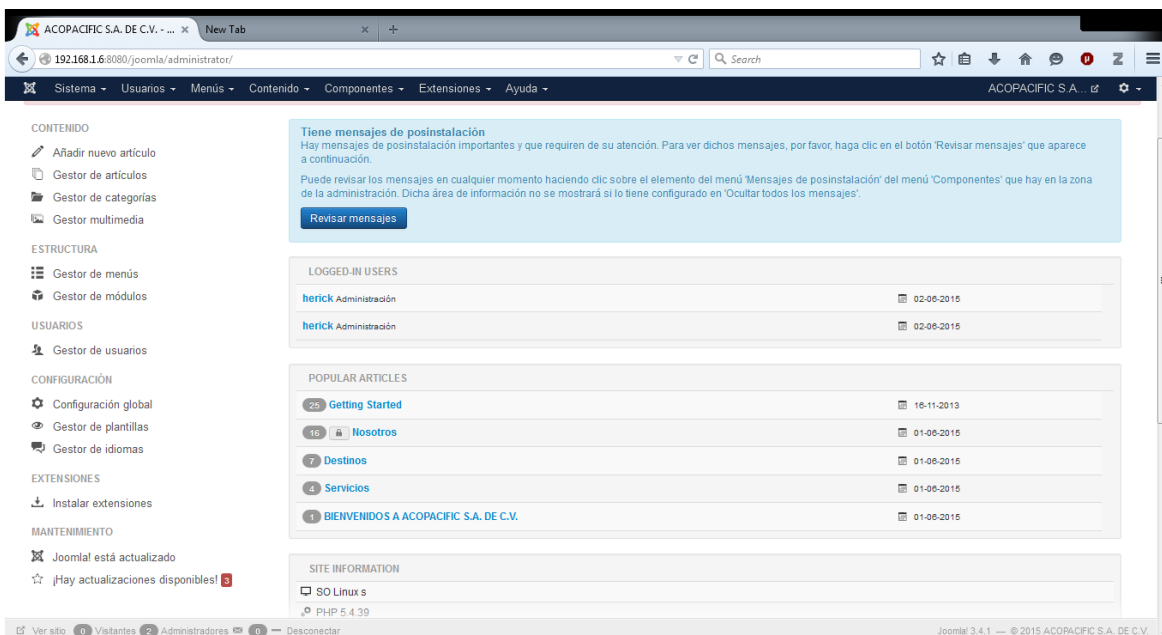 ACOPACIFIC S.A. DE C.V. - ... × New Tab × +
192.168.1.6:8080/joomla/administrator/ Search
Sistema Usuarios Menús Contenido Componentes Extensiones Ayuda ACOPACIFIC S.A...
CONTENIDO
Añadir nuevo artículo
Gestor de artículos
Gestor de categorías
Gestor multimedia
ESTRUCTURA
Gestor de menús
Gestor de módulos
USUARIOS
Gestor de usuarios
CONFIGURACIÓN
Configuración global
Gestor de plantillas
Gestor de idiomas
EXTENSIONES
Instalar extensiones
MANTENIMIENTO
Joomla! está actualizado
¡Hay actualizaciones disponibles! 3
Tiene mensajes de posinstalación
Hay mensajes de posinstalación importantes y que requiren de su atención. Para ver dichos mensajes, por favor, haga clic en el botón 'Revisar mensajes' que aparece
a continuación.
Puede revisar los mensajes en cualquier momento haciendo clic sobre el elemento del menú 'Mensajes de posinstalación' del menú 'Componentes' que hay en la zona
de la administración. Dicha área de información no se mostrará si lo tiene configurado en 'Ocultar todos los mensajes'.
Revisar mensajes
LOGGED-IN USERS
herick Administración 02-06-2015
herick Administración 02-06-2015
POPULAR ARTICLES
25 Getting Started 16-11-2013
16 Nosotros 01-06-2015
7 Destinos 01-06-2015
4 Servicios 01-06-2015
1 BIENVENIDOS A ACOPACIFIC S.A. DE C.V. 01-06-2015
SITE INFORMATION
SO Linux s
PHP 5.4.39
Ver sitio 0 Visitantes 2 Administradores 0 Desconectar Joomla! 3.4.1 — © 2015 ACOPACIFIC S.A. DE C.V.